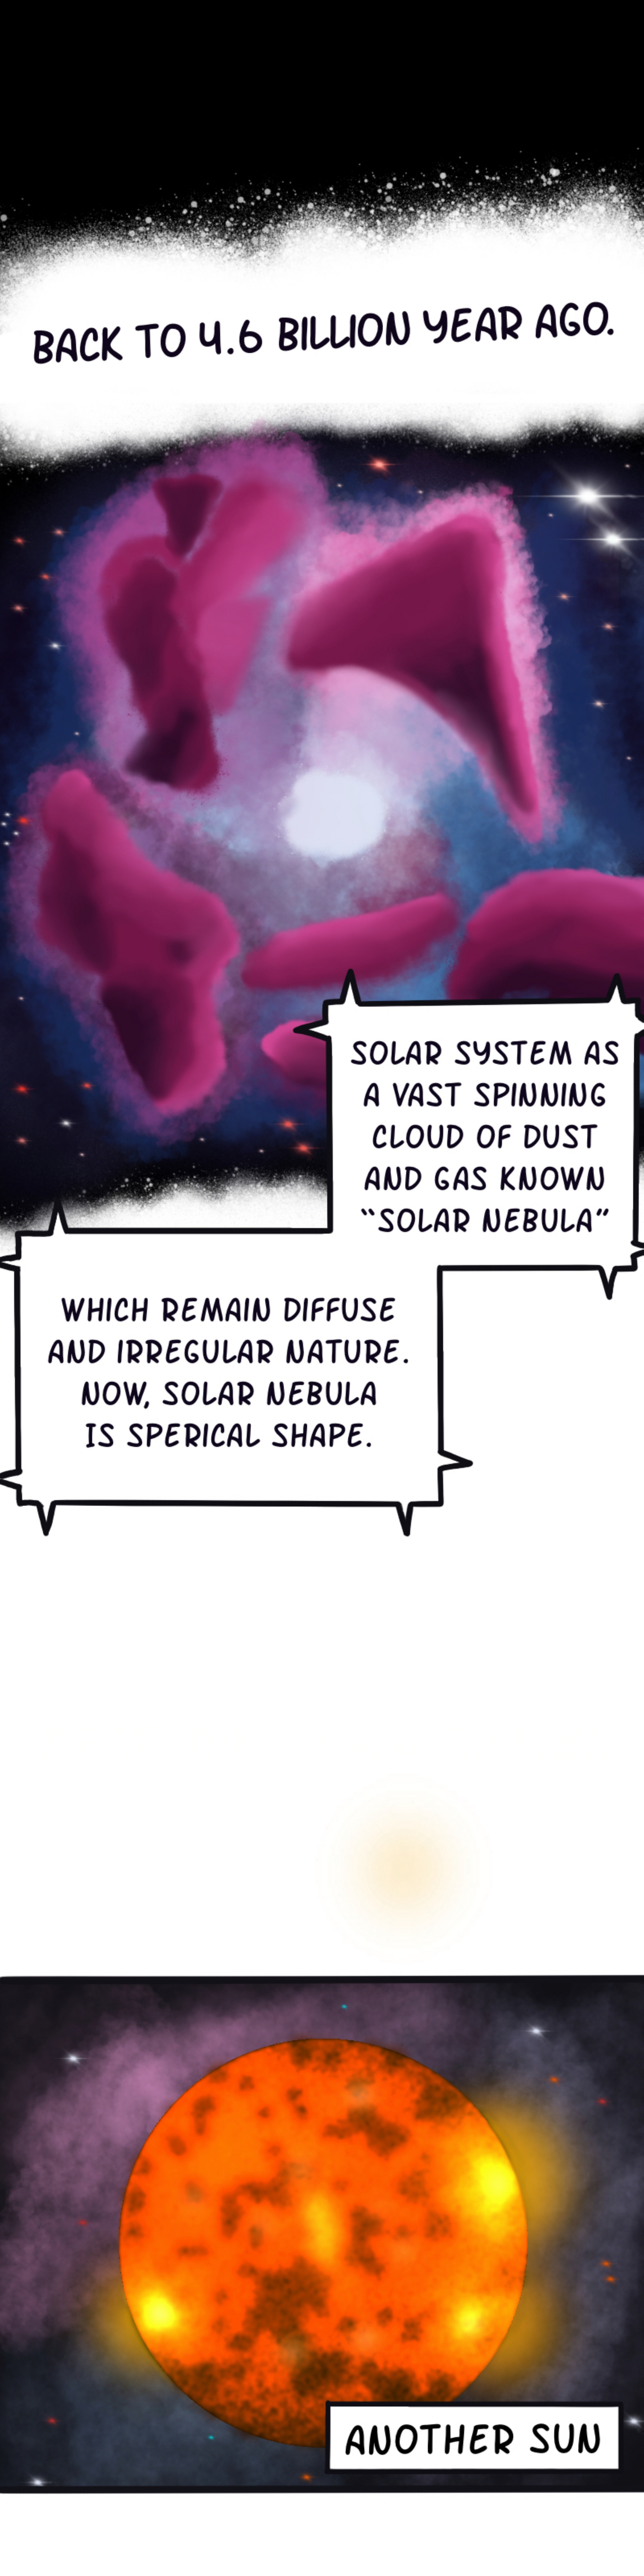 BACK TO 4.6 BILLION YEAR AGO.
SOLAR SYSTEM AS
A VAST SPINNING
CLOUD OF DUST
AND GAS KNOWN
“SOLAR NEBULA”
WHICH REMAIN DIFFUSE
AND IRREGULAR NATURE.
NOW, SOLAR NEBULA
IS SPERICAL SHAPE.
ANOTHER SUN